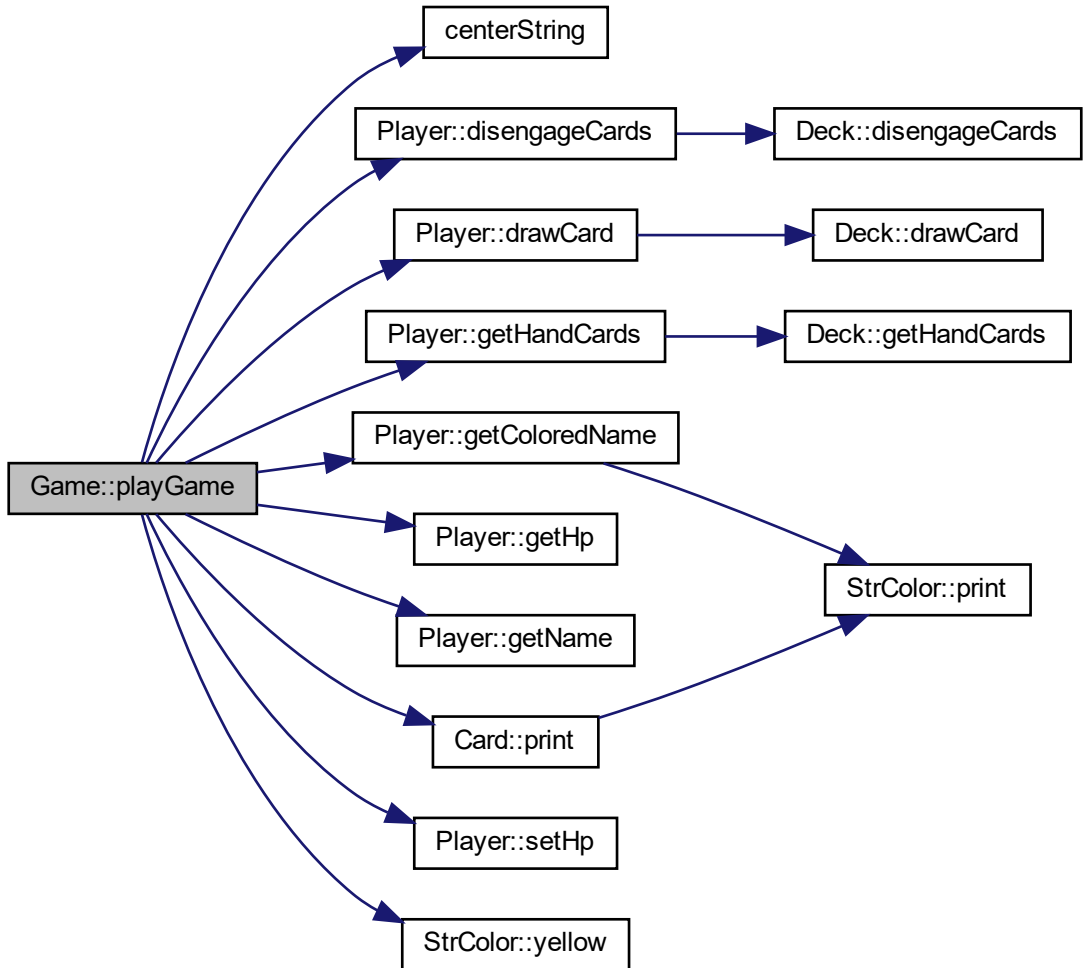 centerString
Player::disengageCards
Deck::disengageCards
Player::drawCard
Deck::drawCard
Player::getHandCards
Deck::getHandCards
Player::getColoredName
Game::playGame
Player::getHp
StrColor::print
Player::getName
Card::print
Player::setHp
StrColor::yellow